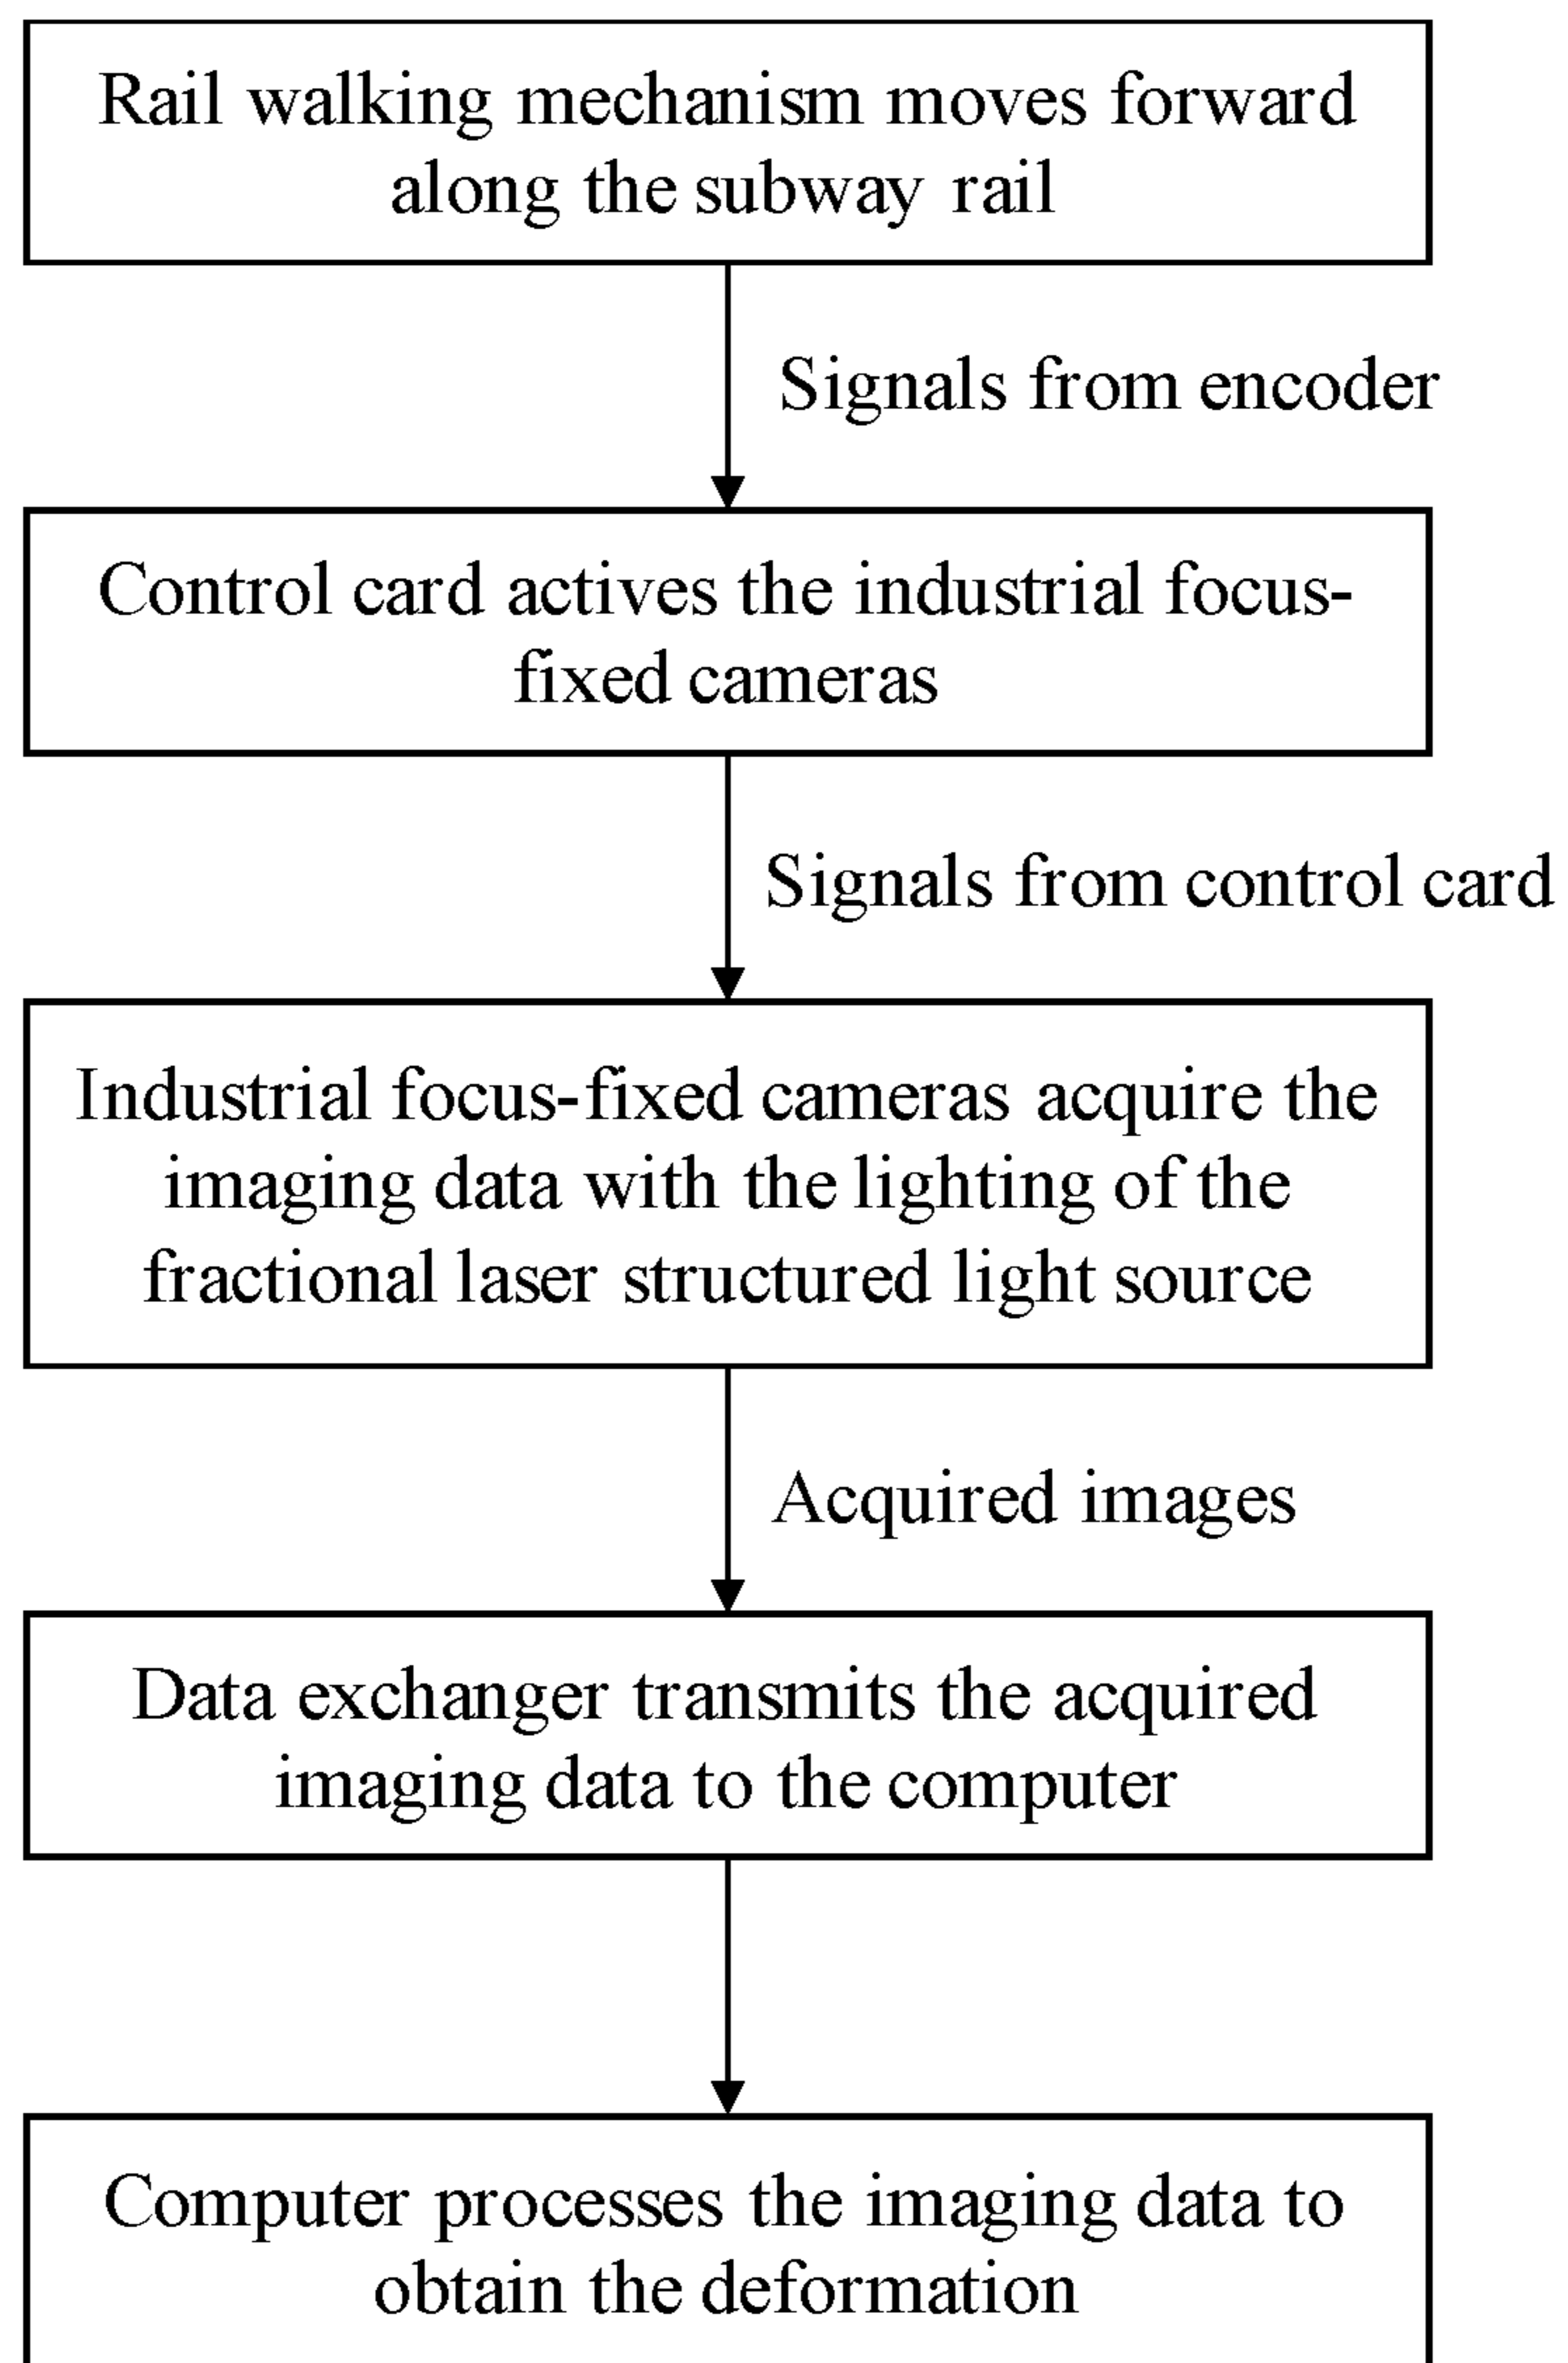 Rail walking mechanism moves forward
along the subway rail
Signals from encoder
Control card actives the industrial focus-
fixed cameras
Signals from control card
Industrial focus-fixed cameras acquire the
imaging data with the lighting of the
fractional laser structured light source
Acquired images
Data exchanger transmits the acquired
imaging data to the computer
Computer processes the imaging data to
obtain the deformation